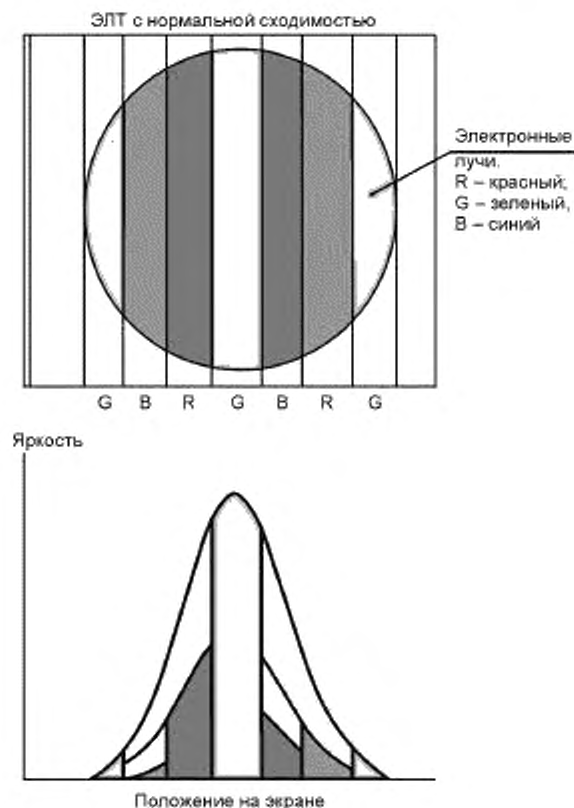 ЭЛТ с нормальной сходимостью
Электронные
лучи.
R – красный;
G – зеленый,
B – синий
G B R G B R G
Яркость
Положение на экране